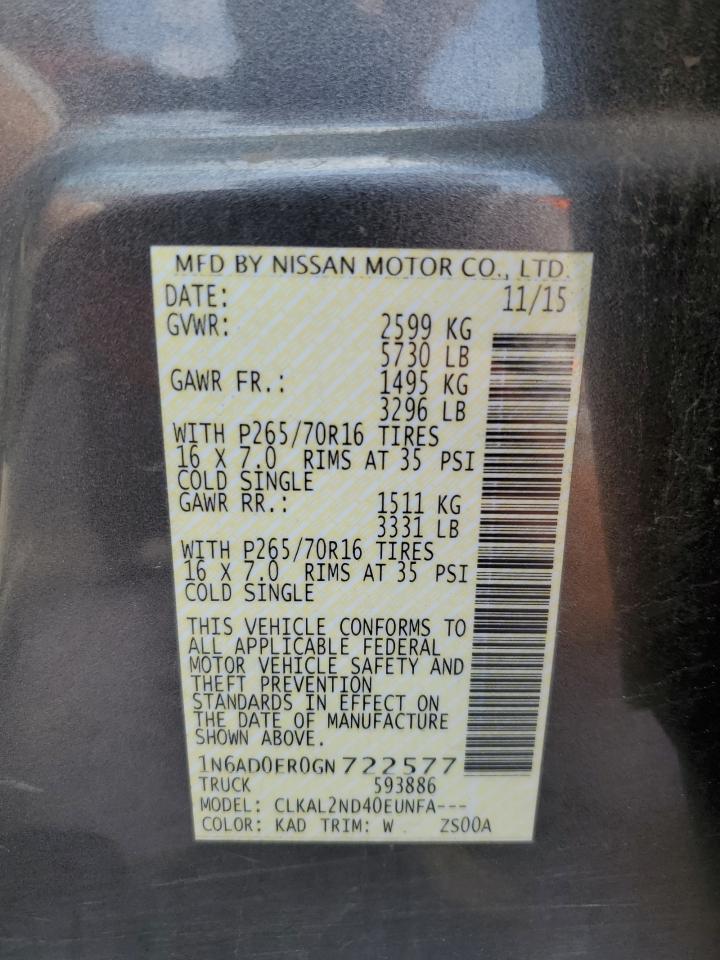 MFD BY NISSAN MOTOR CO., LTD.
DATE: 11/15
GVWR: 2599 KG
5730 LB
GAWR FR.: 1495 KG
3296 LB
WITH P265/70R16 TIRES
16 X 7.0 RIMS AT 35 PSI
COLD SINGLE
GAWR RR.: 1511 KG
3331 LB
WITH P265/70R16 TIRES
16 X 7.0 RIMS AT 35 PSI
COLD SINGLE
THIS VEHICLE CONFORMS TO
ALL APPLICABLE FEDERAL
MOTOR VEHICLE SAFETY AND
THEFT PREVENTION
STANDARDS IN EFFECT ON
THE DATE OF MANUFACTURE
SHOWN ABOVE.
1N6AD0ER0GN722577
TRUCK 593886
MODEL: CLKAL2ND40EUNFA---
COLOR: KAD TRIM: W ZS00A